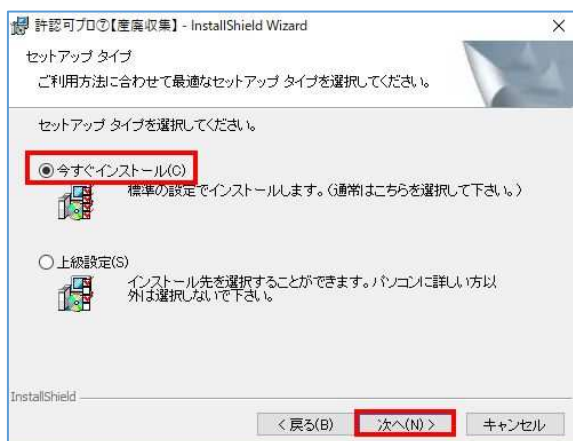 許認可プロ⑦【産廃収集】 - InstallShield Wizard
セットアップ タイプ
ご利用方法に合わせて最適なセットアップ タイプを選択してください。
セットアップ タイプを選択してください。
今すぐインストール(C)
標準の設定でインストールします。(通常はこちらを選択して下さい。)
上級設定(S)
インストール先を選択することができます。パソコンに詳しい方以
外は選択しないで下さい。
InstallShield
< 戻る(B) 次へ(N) > キャンセル